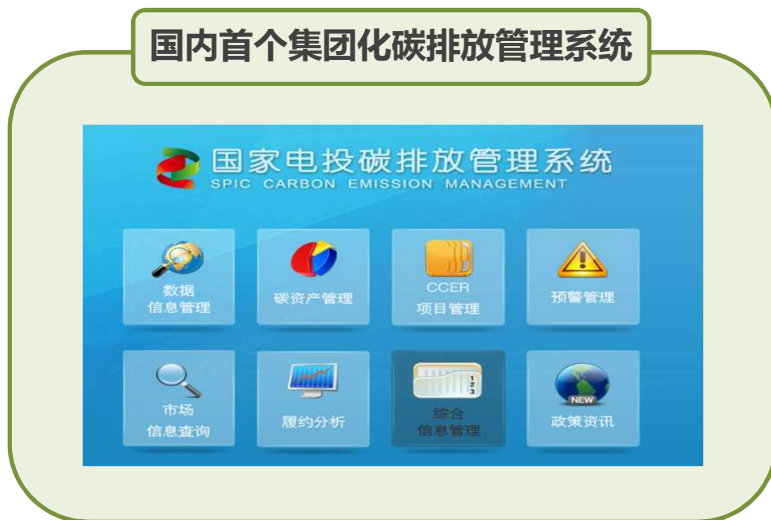 国内首个集团化碳排放管理系统
国家电投碳排放管理系统
SPIC CARBON EMISSION MANAGEMENT
数据
信息管理
碳资产管理
CCER
项目管理
预警管理
市场
信息查询
履约分析
1
2
3
综合
信息管理
NEW
政策资讯